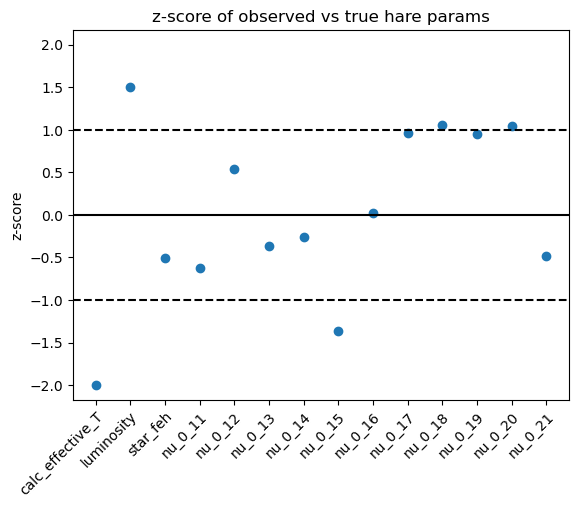 z-score of observed vs true hare params
z-score
2.0
1.5
1.0
0.5
0.0
−0.5
−1.0
−1.5
−2.0
calc_effective_T
luminosity
star_feh
nu_0_11
nu_0_12
nu_0_13
nu_0_14
nu_0_15
nu_0_16
nu_0_17
nu_0_18
nu_0_19
nu_0_20
nu_0_21